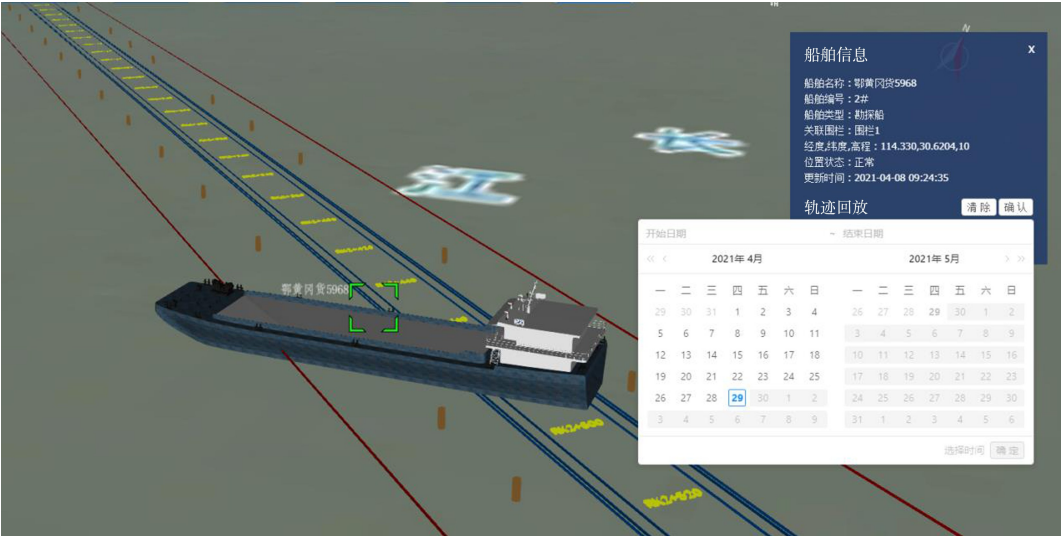 N
船舶信息
x
船舶名称：鄂黄冈货5968
船舶编号：2#
船舶类型：勘探船
关联围栏：围栏1
经度,纬度,高程：114.330,30.6204,10
位置状态：正常
更新时间：2021-04-08 09:24:35
轨迹回放
清除
确认
长
江
鄂黄冈货5968
开始日期 ~ 结束日期
« ‹ 2021年 4月
一 二 三 四 五 六 日
29 30 31 1 2 3 4
5 6 7 8 9 10 11
12 13 14 15 16 17 18
19 20 21 22 23 24 25
26 27 28 29 30 1 2
3 4 5 6 7 8 9
2021年 5月 › »
一 二 三 四 五 六 日
26 27 28 29 30 1 2
3 4 5 6 7 8 9
10 11 12 13 14 15 16
17 18 19 20 21 22 23
24 25 26 27 28 29 30
31 1 2 3 4 5 6
选择时间
确定